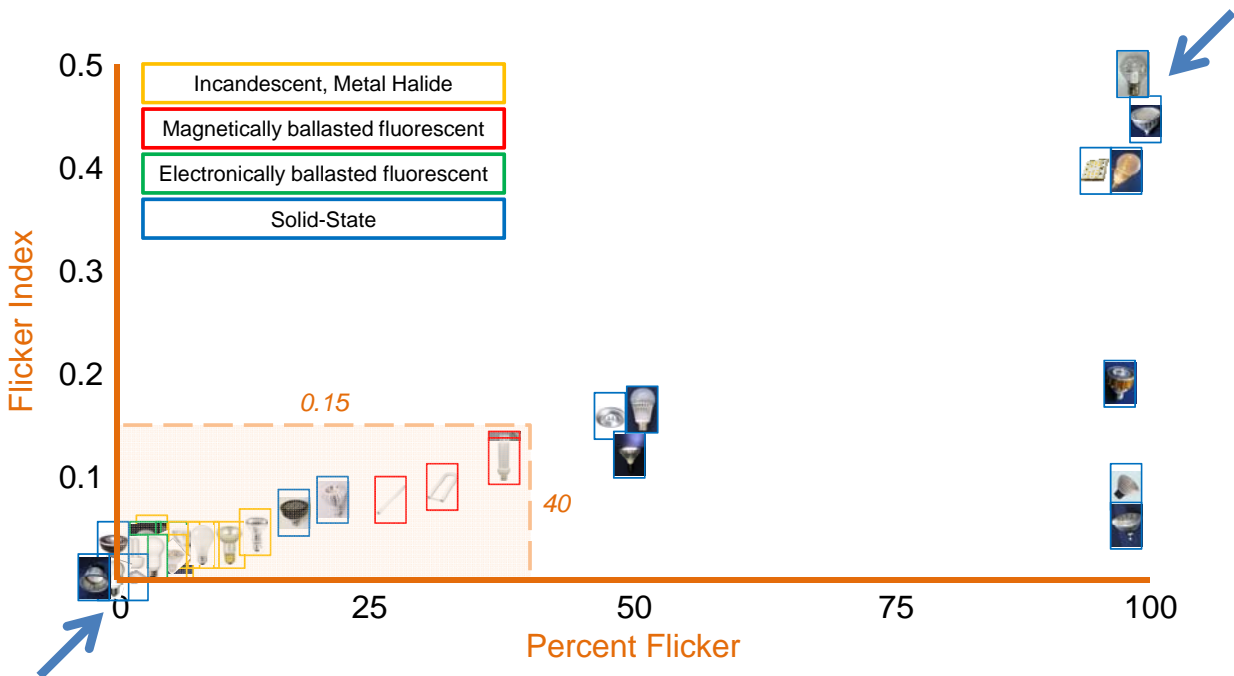 0.5
Incandescent, Metal Halide
Magnetically ballasted fluorescent
0.4
Electronically ballasted fluorescent
Solid-State
0.3
Flicker Index
0.2
0.15
0.1
40
0
25
50
75
100
Percent Flicker